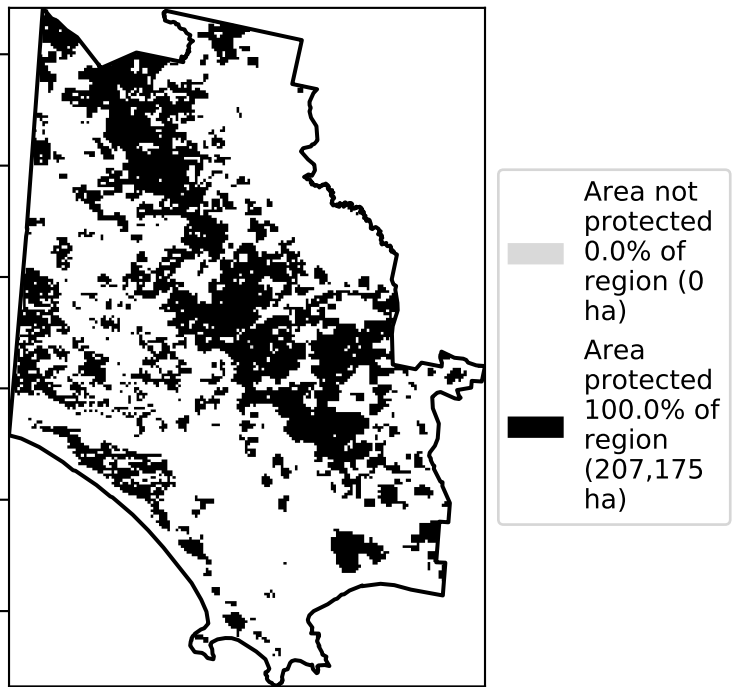 Area not
protected
0.0% of
region (0
ha)
Area
protected
100.0% of
region
(207,175
ha)